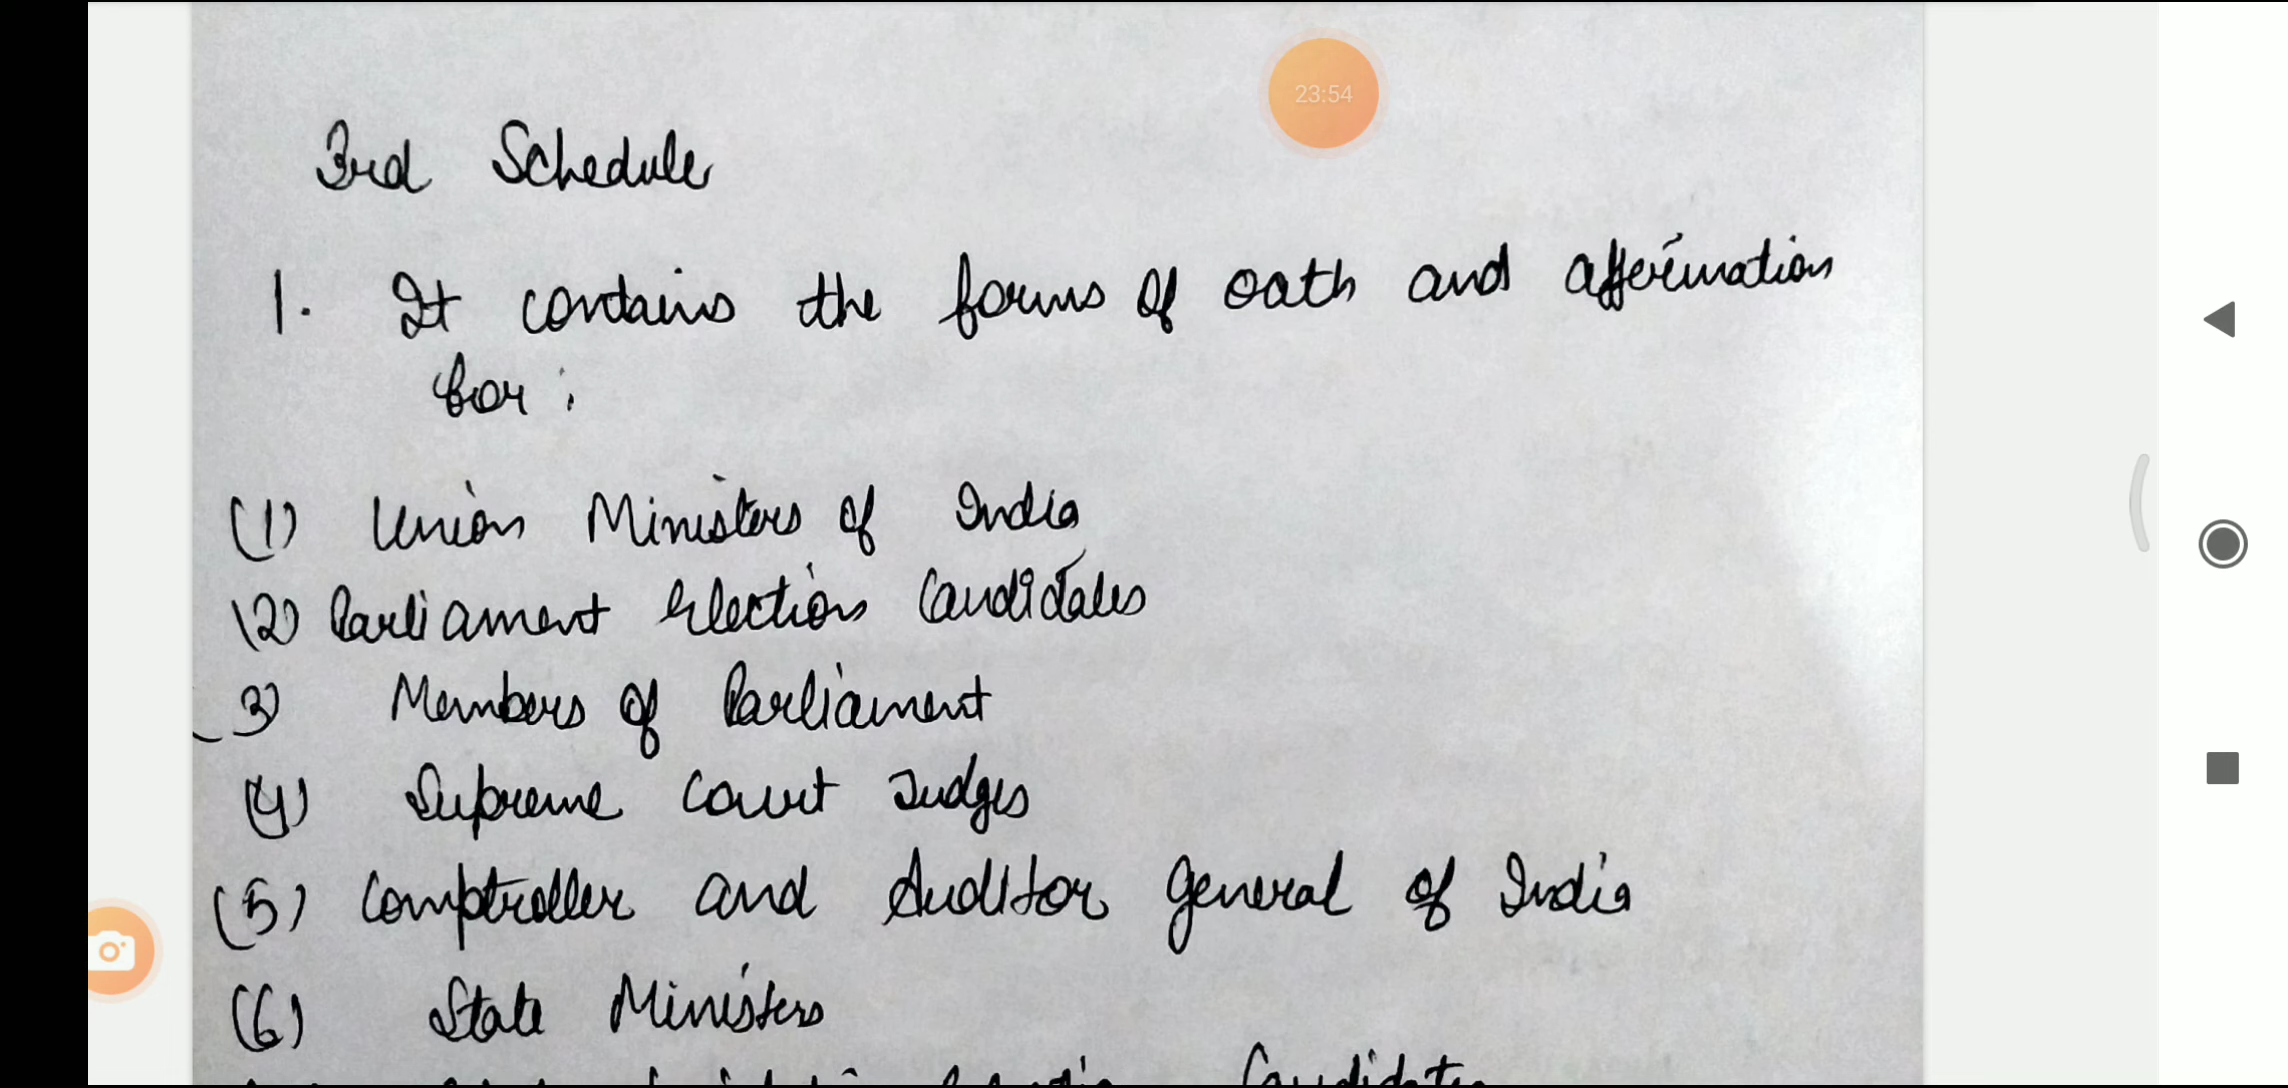 23:54
3rd Schedule
1. It contains the forms of oath and affermation
for :
(1) Union Ministers of India
(2) Parliament Election Candidates
(3) Members of Parliament
(4) Supreme Court Judges
(5) Comptroller and Auditor General of India
(6) State Ministers
Candidates